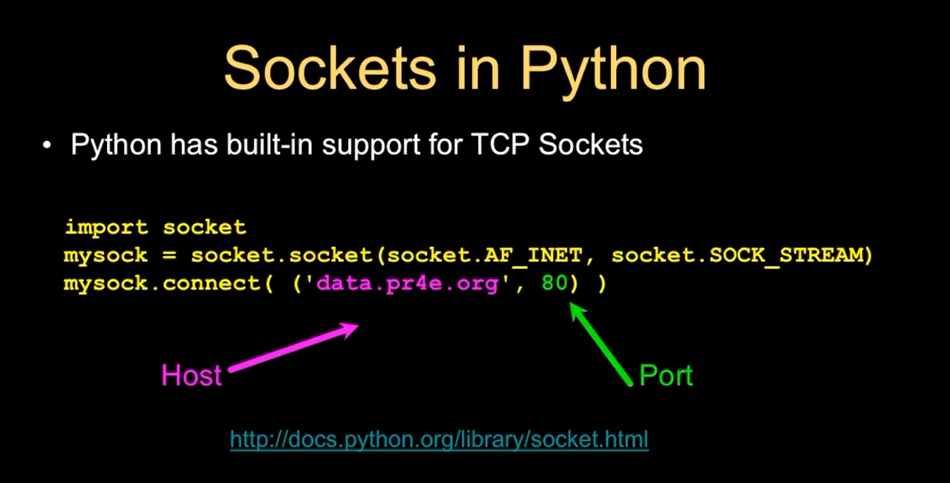 Sockets in Python
• Python has built-in support for TCP Sockets
import socket
mysock = socket.socket(socket.AF_INET, socket.SOCK_STREAM)
mysock.connect( ('data.pr4e.org', 80) )
Host
Port
http://docs.python.org/library/socket.html